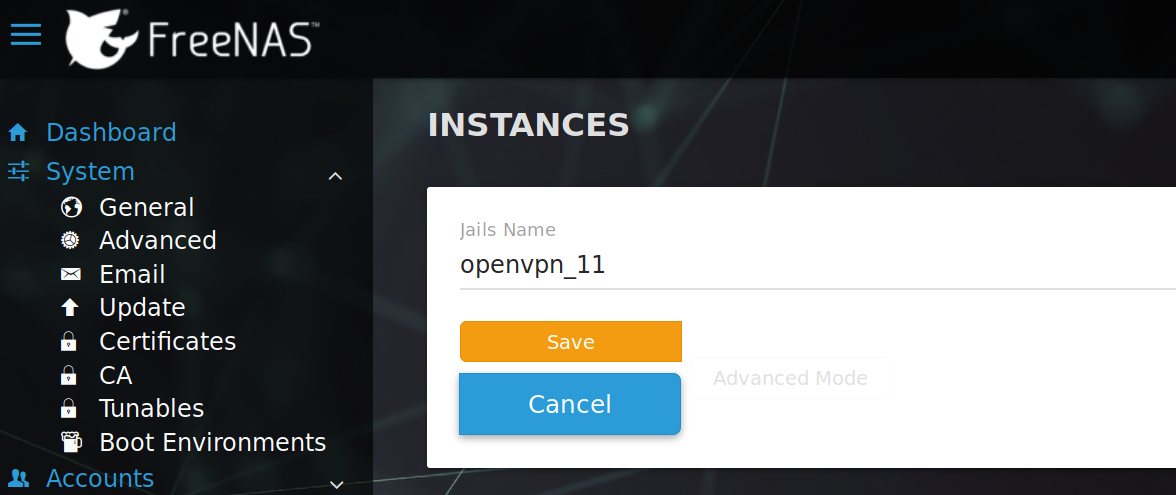 FreeNAS™
Dashboard
System
General
Advanced
Email
Update
Certificates
CA
Tunables
Boot Environments
Accounts
INSTANCES
Jails Name
openvpn_11
Save
Advanced Mode
Cancel